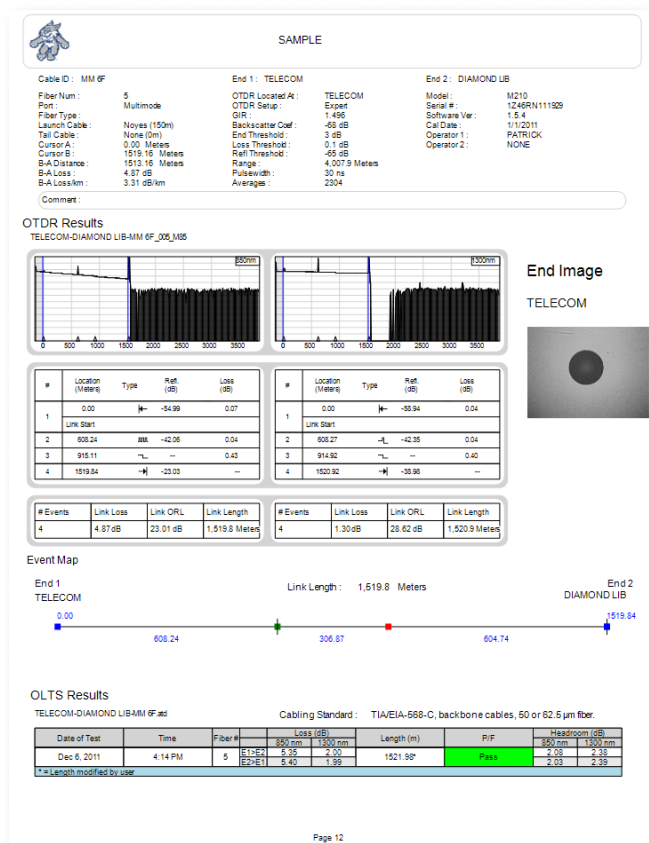 SAMPLE
Cable ID : MM 6F End 1 : TELECOM End 2 : DIAMOND LIB
Fiber Num : 5 OTDR Located At : TELECOM Model : M210
Port : Multimode OTDR Setup : Expert Serial # : 1Z46RN111929
Fiber Type : GIR : 1.496 Software Ver : 1.5.4
Launch Cable : Noyes (150m) Backscatter Coef : -68 dB Cal Date : 1/1/2011
Tail Cable : None (0m) End Threshold : 3 dB Operator 1 : PATRICK
Cursor A : 0.00 Meters Loss Threshold : 0.1 dB Operator 2 : NONE
Cursor B : 1519.16 Meters Refl Threshold : -65 dB
B-A Distance : 1513.16 Meters Range : 4,007.9 Meters
B-A Loss : 4.87 dB Pulsewidth : 30 ns
B-A Loss/km : 3.31 dB/km Averages : 2304
Comment :
OTDR Results
TELECOM-DIAMOND LIB-MM 6F_005_M85
850nm 1300nm
0 500 1000 1500 2000 2500 3000 3500 0 500 1000 1500 2000 2500 3000 3500
End Image
TELECOM
# Location (Meters) Type Refl. (dB) Loss (dB) # Location (Meters) Type Refl. (dB) Loss (dB)
1 0.00 -54.99 0.07 1 0.00 -58.94 0.04
Link Start Link Start
2 608.24 -42.06 0.04 2 608.27 -42.35 0.04
3 915.11 -- 0.43 3 914.92 -- 0.40
4 1519.84 -23.03 -- 4 1520.92 -38.98 --
# Events Link Loss Link ORL Link Length # Events Link Loss Link ORL Link Length
4 4.87 dB 23.01 dB 1,519.8 Meters 4 1.30 dB 28.62 dB 1,520.9 Meters
Event Map
End 1 Link Length : 1,519.8 Meters End 2
TELECOM DIAMOND LIB
0.00 1519.84
608.24 306.87 604.74
OLTS Results
TELECOM-DIAMOND LIB-MM 6F.atd Cabling Standard : TIA/EIA-568-C, backbone cables, 50 or 62.5 µm fiber.
Date of Test Time Fiber # Loss (dB) Length (m) P/F Headroom (dB)
850 nm 1300 nm 850 nm 1300 nm
Dec 6, 2011 4:14 PM 5 E1>E2 5.35 2.00 1521.98* Pass 2.08 2.38
E2>E1 5.40 1.99 2.03 2.39
* = Length modified by user
Page 12